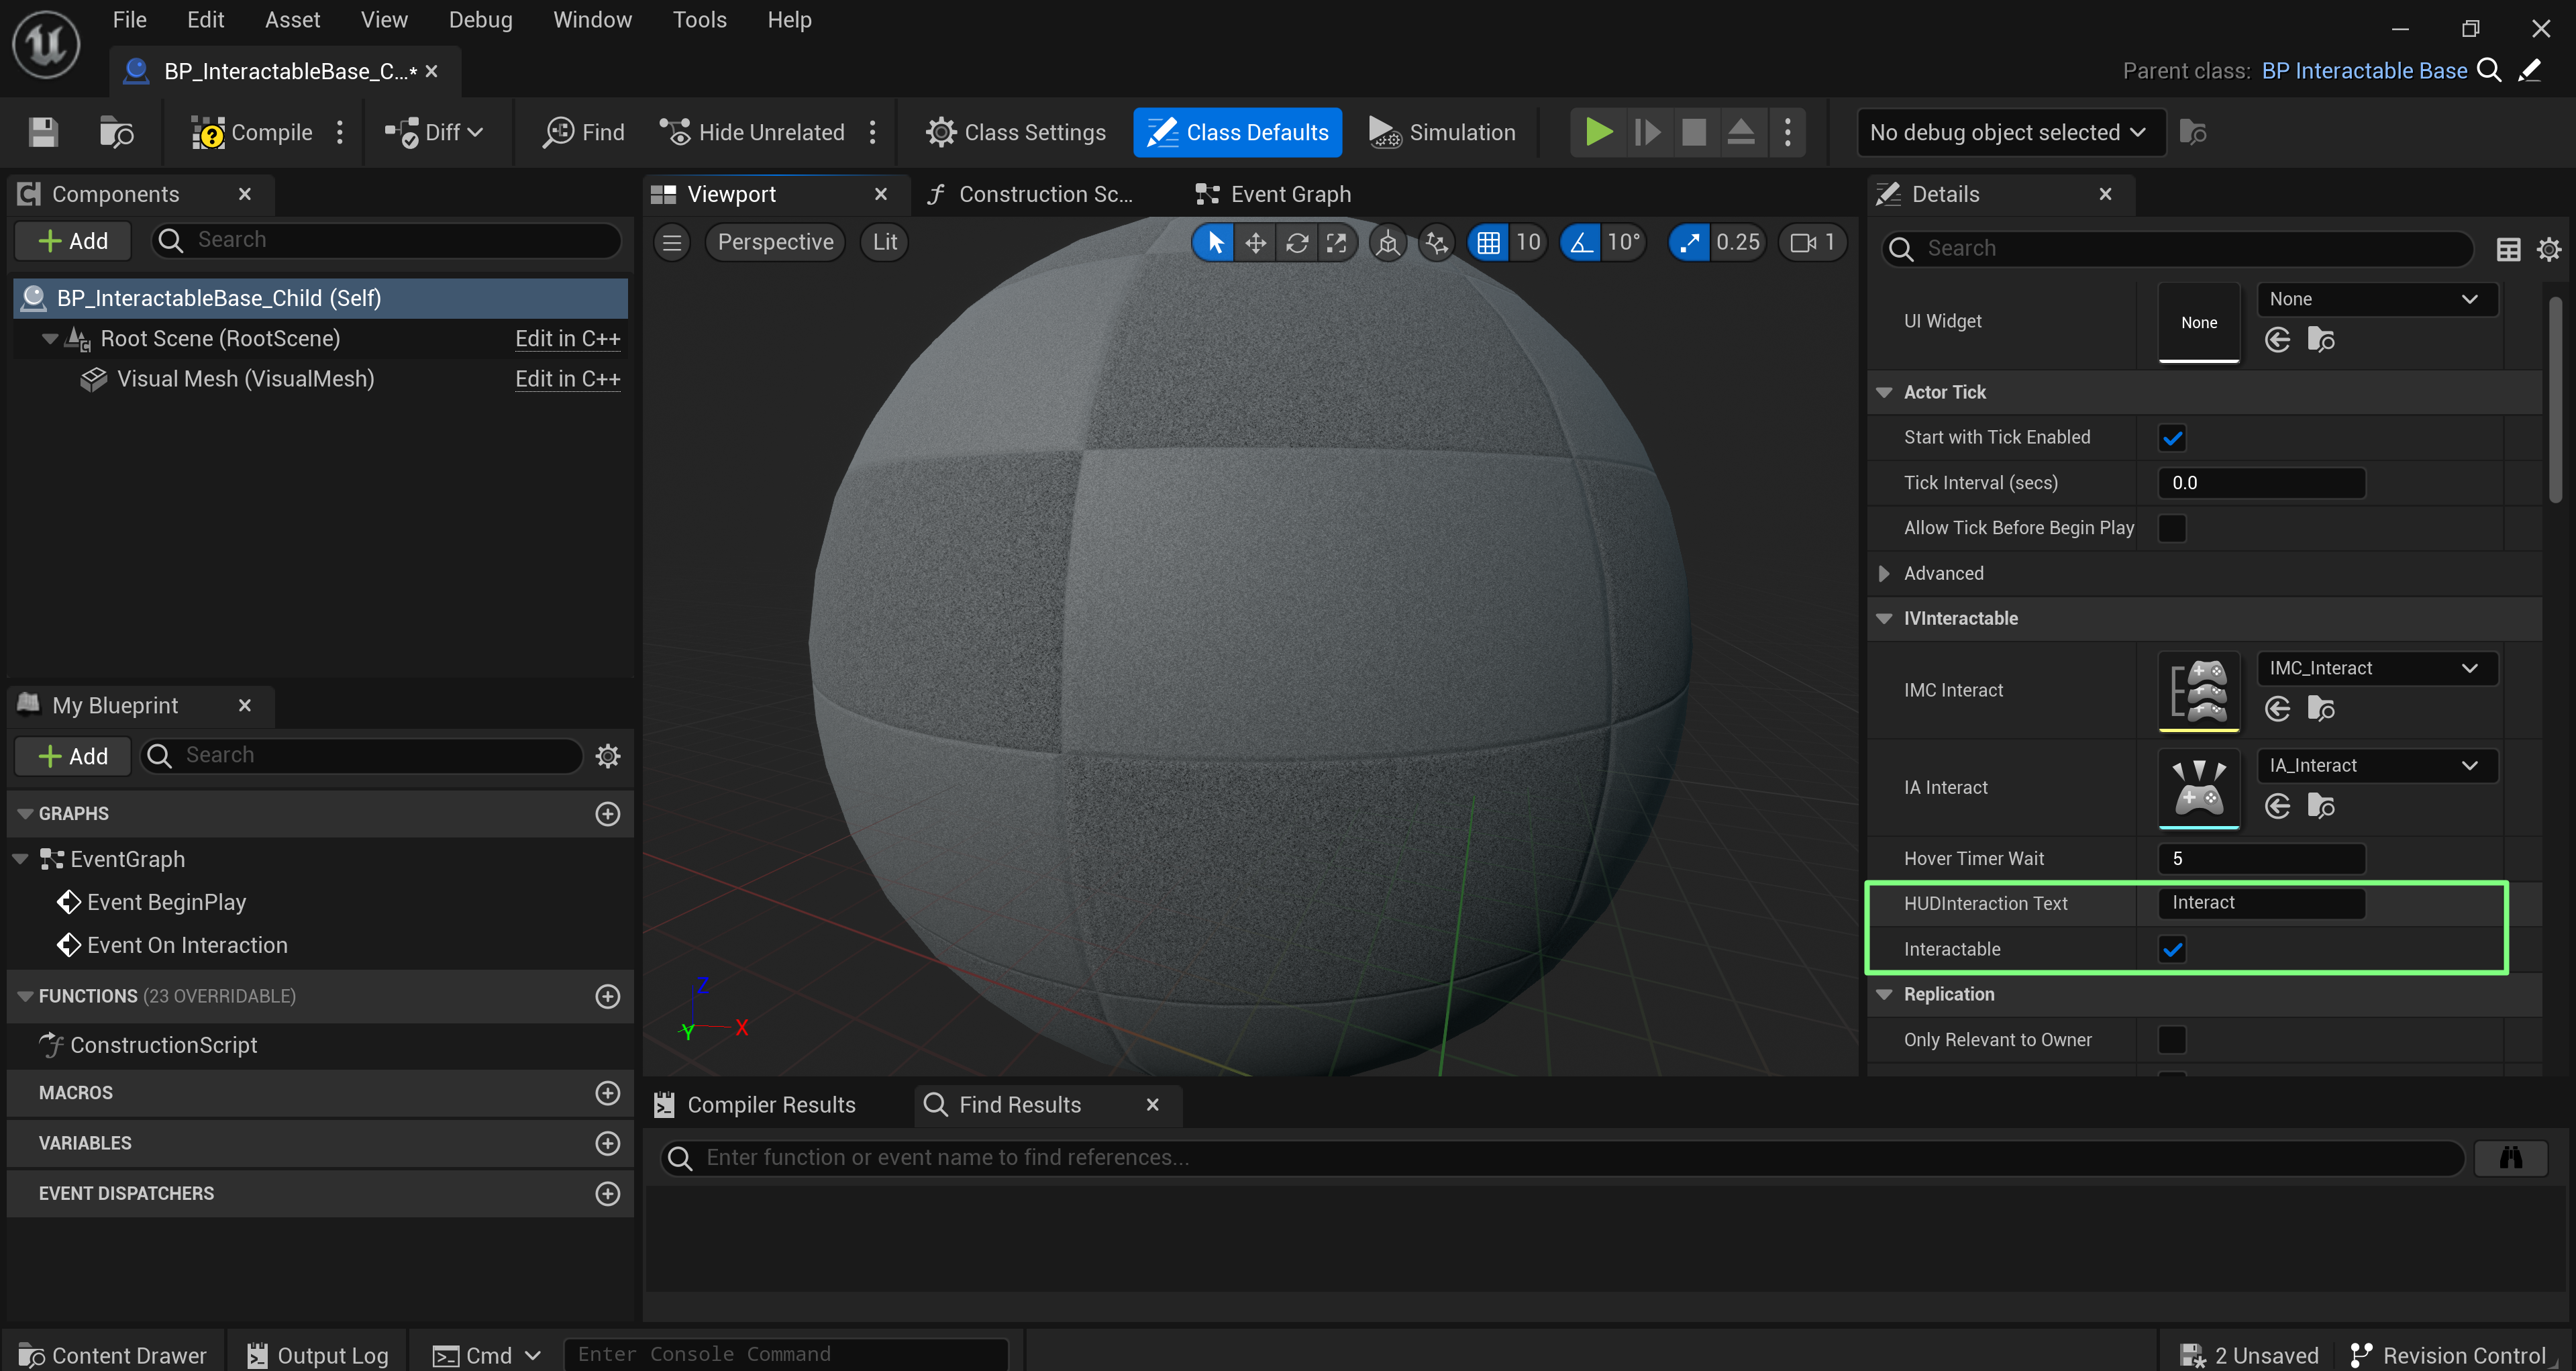 File Edit Asset View Debug Window Tools Help
BP_InteractableBase_C...*
Parent class: BP Interactable Base
Compile
Diff
Find
Hide Unrelated
Class Settings
Class Defaults
Simulation
No debug object selected
Components
Add
Search
BP_InteractableBase_Child (Self)
Root Scene (RootScene) Edit in C++
Visual Mesh (VisualMesh) Edit in C++
My Blueprint
Add
Search
GRAPHS
EventGraph
Event BeginPlay
Event On Interaction
FUNCTIONS (23 OVERRIDABLE)
ConstructionScript
MACROS
VARIABLES
EVENT DISPATCHERS
Viewport
Construction Sc...
Event Graph
Perspective
Lit
10
10°
0.25
1
Z
Y
X
Compiler Results
Find Results
Enter function or event name to find references...
Details
Search
UI Widget
None
None
Actor Tick
Start with Tick Enabled
Tick Interval (secs) 0.0
Allow Tick Before Begin Play
Advanced
IVInteractable
IMC Interact IMC_Interact
IA Interact IA_Interact
Hover Timer Wait 5
HUDInteraction Text Interact
Interactable
Replication
Only Relevant to Owner
Content Drawer
Output Log
Cmd
Enter Console Command
2 Unsaved
Revision Control